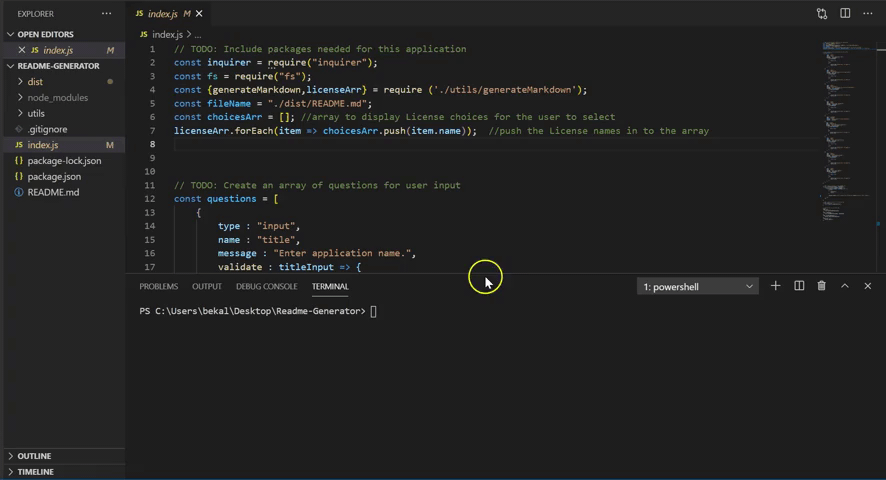 EXPLORER
index.js M
OPEN EDITORS
index.js M
index.js > ...
README-GENERATOR
dist
node_modules
utils
.gitignore
index.js M
package-lock.json
package.json
README.md
1 // TODO: Include packages needed for this application
2 const inquirer = require("inquirer");
3 const fs = require("fs");
4 const {generateMarkdown,licenseArr} = require ('./utils/generateMarkdown');
5 const fileName = "./dist/README.md";
6 const choicesArr = []; //array to display License choices for the user to select
7 licenseArr.forEach(item => choicesArr.push(item.name)); //push the License names in to the array
8
9
10
11 // TODO: Create an array of questions for user input
12 const questions = [
13 {
14 type : "input",
15 name : "title",
16 message : "Enter application name.",
17 validate : titleInput => {
PROBLEMS OUTPUT DEBUG CONSOLE TERMINAL 1: powershell
PS C:\Users\bekal\Desktop\Readme-Generator>
OUTLINE
TIMELINE